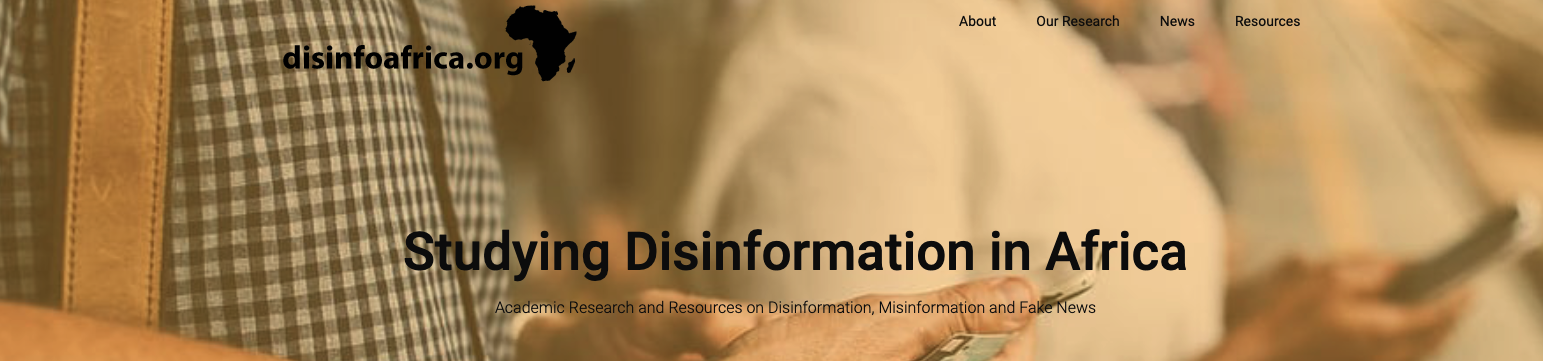 disinfoafrica.org
About Our Research News Resources
Studying Disinformation in Africa
Academic Research and Resources on Disinformation, Misinformation and Fake News